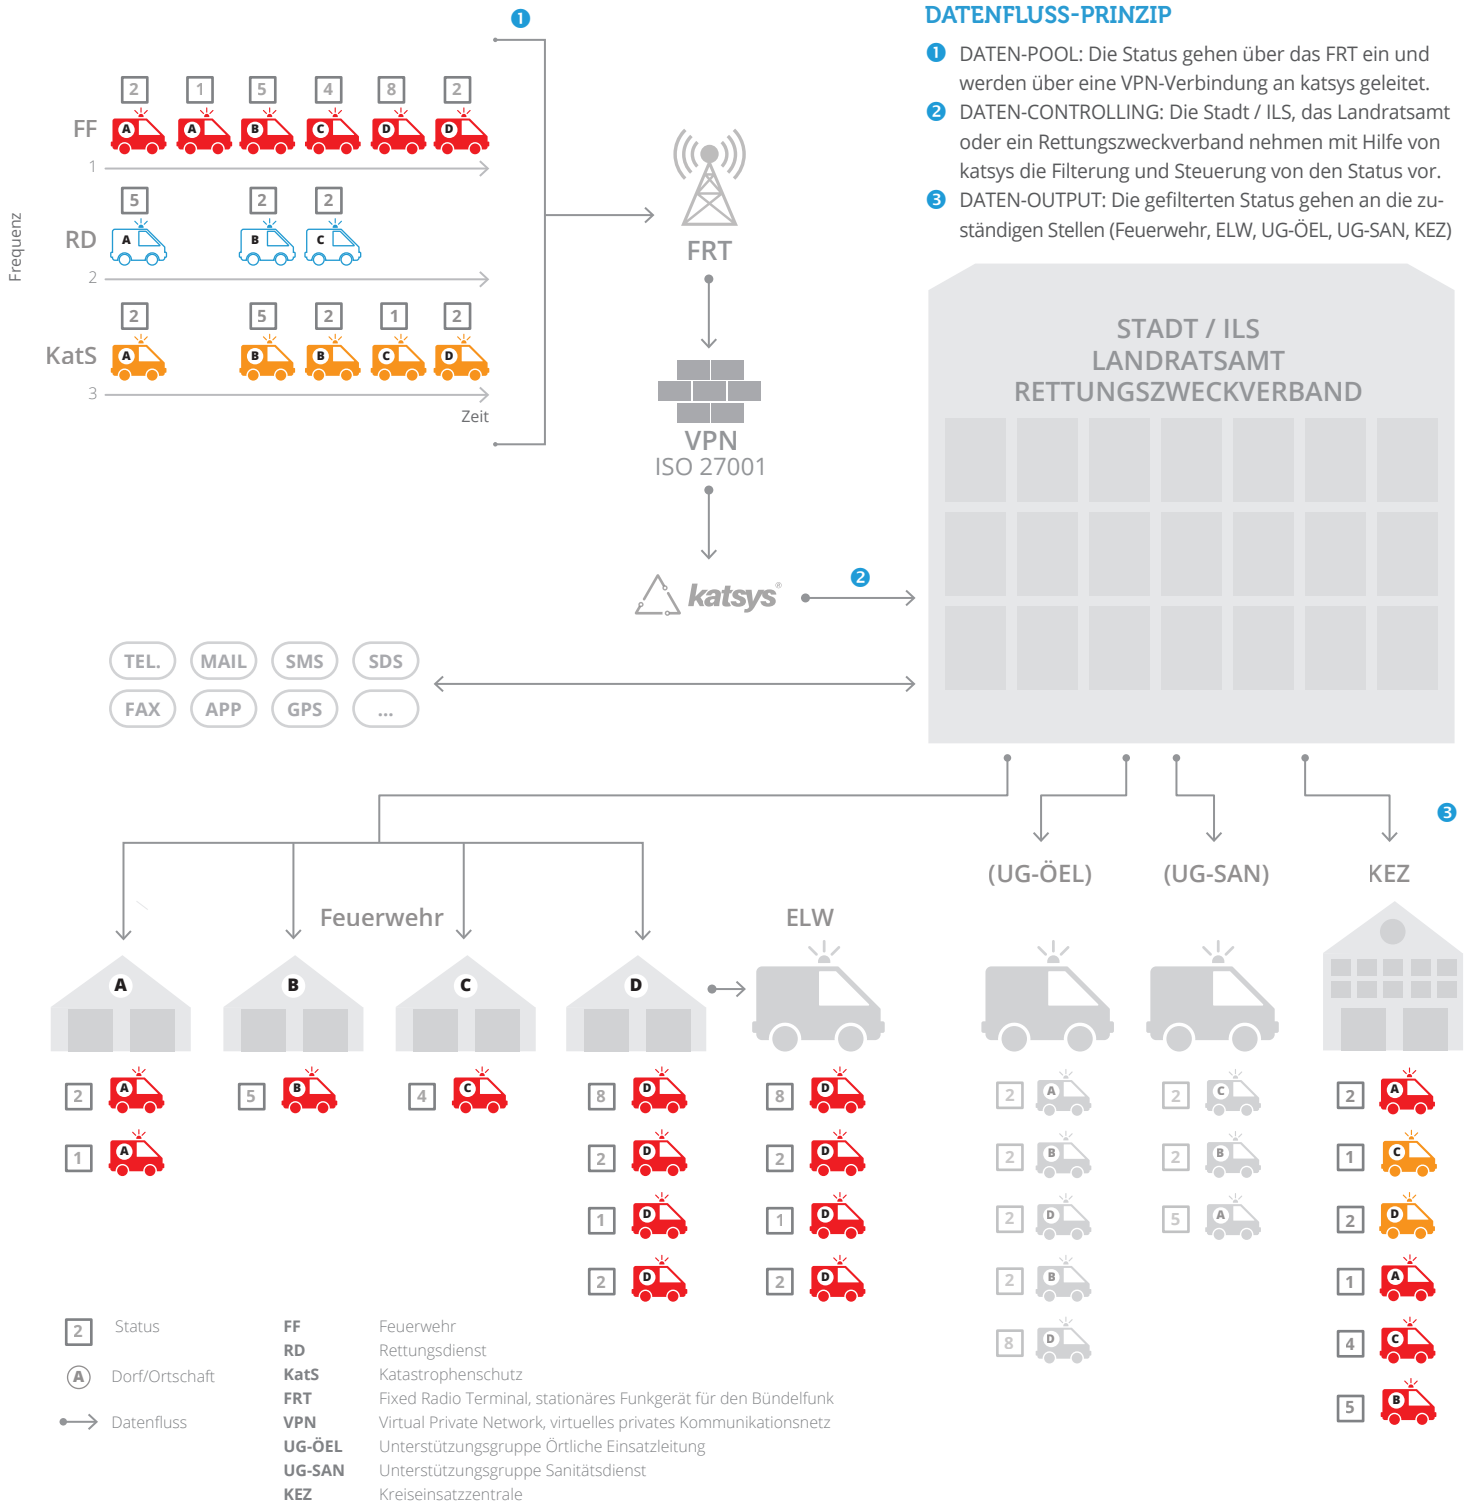 DATENFLUSS-PRINZIP
1 DATEN-POOL: Die Status gehen über das FRT ein und
werden über eine VPN-Verbindung an katsys geleitet.
2 DATEN-CONTROLLING: Die Stadt / ILS, das Landratsamt
oder ein Rettungszweckverband nehmen mit Hilfe von
katsys die Filterung und Steuerung von den Status vor.
3 DATEN-OUTPUT: Die gefilterten Status gehen an die zu-
ständigen Stellen (Feuerwehr, ELW, UG-ÖEL, UG-SAN, KEZ)
1
Frequenz
2 1 5 4 8 2
FF A A B C D D
1
5 2 2
RD A B C
2
2 5 2 1 2
KatS A B B C D
3
Zeit
FRT
VPN
ISO 27001
katsys®
2
STADT / ILS
LANDRATSAMT
RETTUNGSZWECKVERBAND
TEL. MAIL SMS SDS
FAX APP GPS ...
3
(UG-ÖEL) (UG-SAN) KEZ
Feuerwehr ELW
A B C D
2 A 5 B 4 C 8 D 8 D 2 A 2 C 2 A
1 A 2 D 2 D 2 B 2 B 1 C
1 D 1 D 2 D 5 A 2 D
2 D 2 D 2 B 1 A
8 D 4 C
5 B
2 Status
A Dorf/Ortschaft
Datenfluss
FF Feuerwehr
RD Rettungsdienst
KatS Katastrophenschutz
FRT Fixed Radio Terminal, stationäres Funkgerät für den Bündelfunk
VPN Virtual Private Network, virtuelles privates Kommunikationsnetz
UG-ÖEL Unterstützungsgruppe Örtliche Einsatzleitung
UG-SAN Unterstützungsgruppe Sanitätsdienst
KEZ Kreiseinsatzzentrale